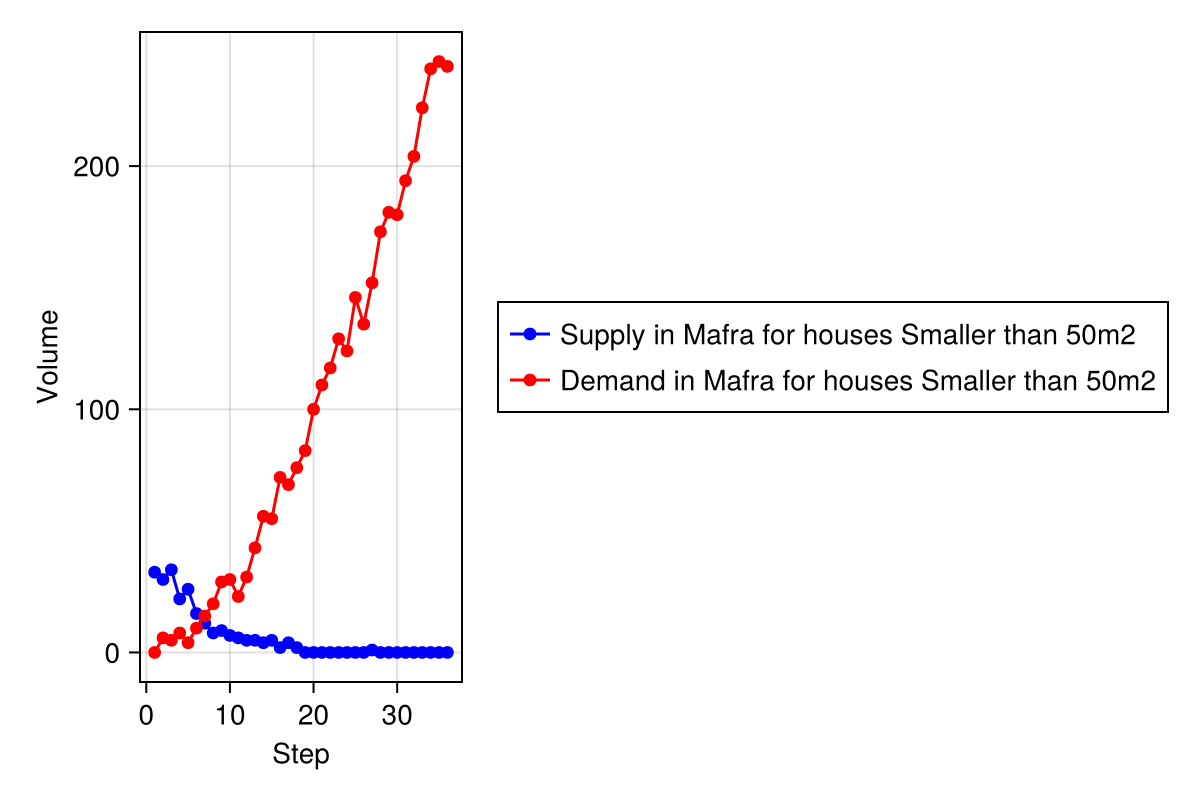 Volume
200
100
0
0 10 20 30
Step
Supply in Mafra for houses Smaller than 50m2
Demand in Mafra for houses Smaller than 50m2